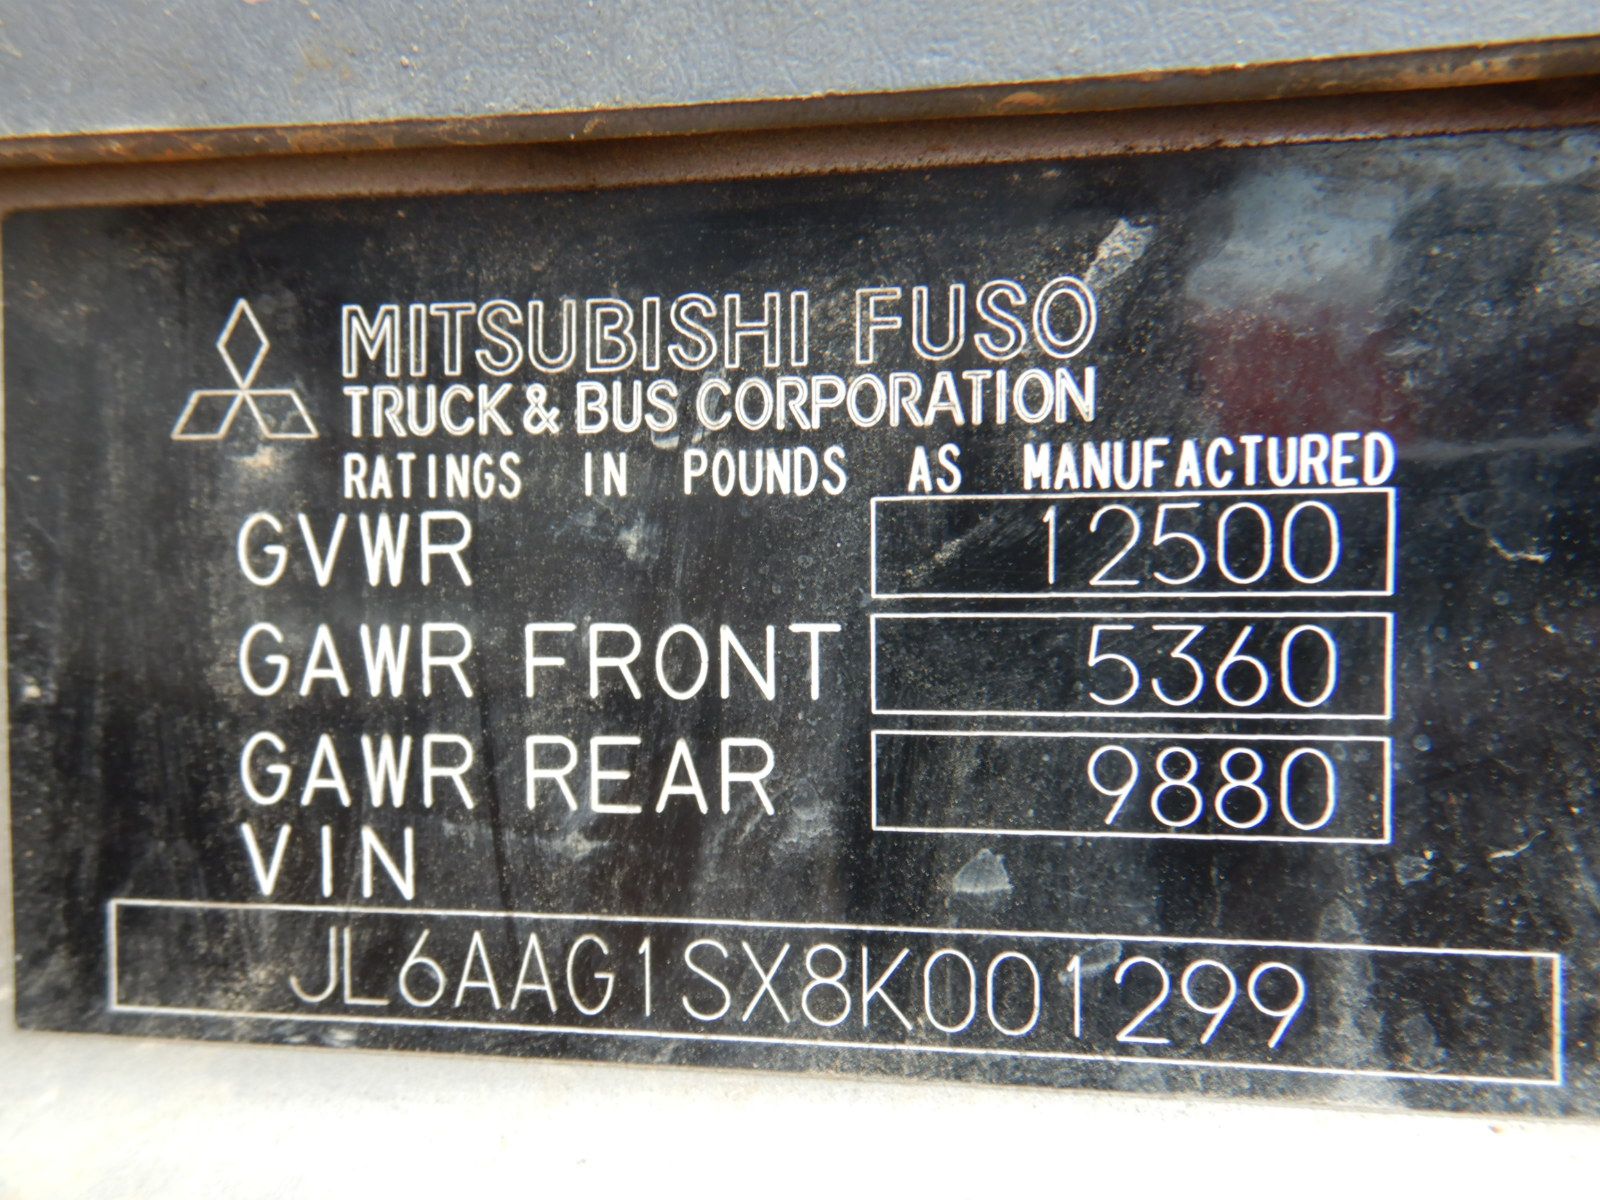 MITSUBISHI FUSO
TRUCK & BUS CORPORATION
RATINGS IN POUNDS AS MANUFACTURED
GVWR 12500
GAWR FRONT 5360
GAWR REAR 9880
VIN
JL6AAG1SX8K001299